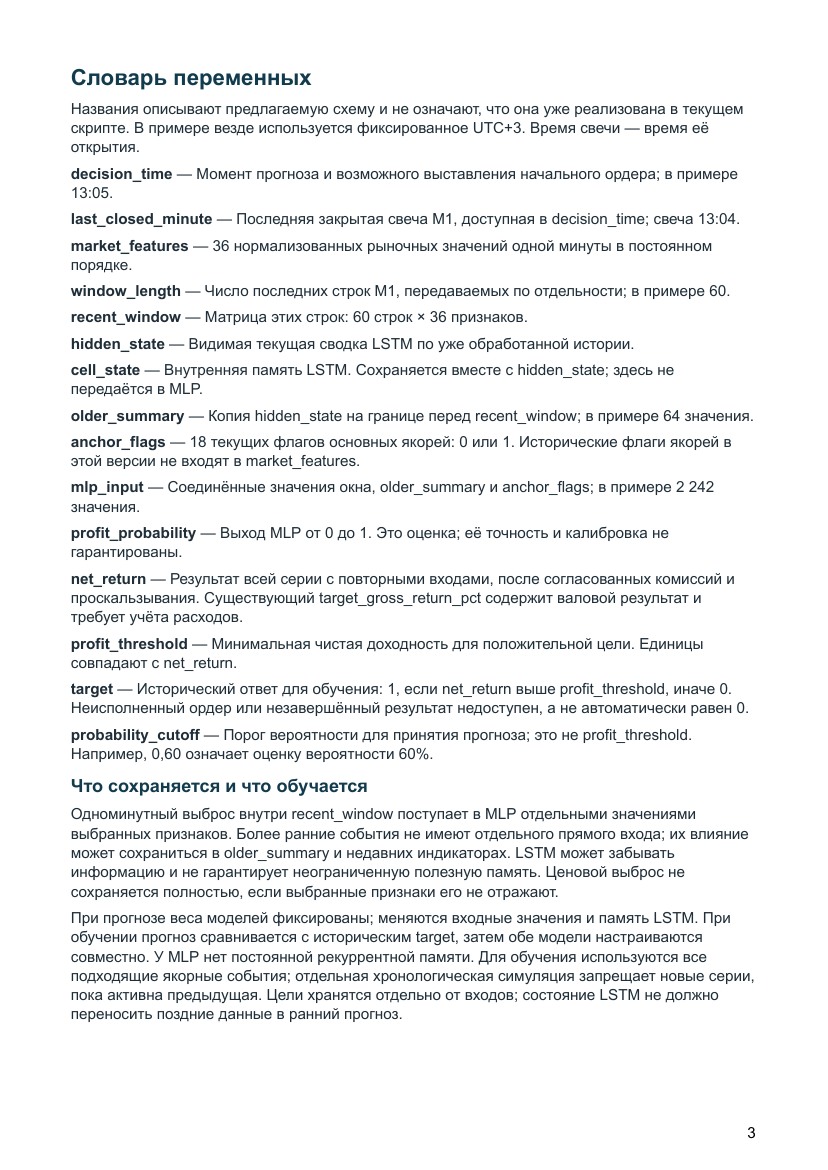 Словарь переменных
Названия описывают предлагаемую схему и не означают, что она уже реализована в текущем
скрипте. В примере везде используется фиксированное UTC+3. Время свечи — время её
открытия.
decision_time — Момент прогноза и возможного выставления начального ордера; в примере
13:05.
last_closed_minute — Последняя закрытая свеча M1, доступная в decision_time; свеча 13:04.
market_features — 36 нормализованных рыночных значений одной минуты в постоянном
порядке.
window_length — Число последних строк M1, передаваемых по отдельности; в примере 60.
recent_window — Матрица этих строк: 60 строк × 36 признаков.
hidden_state — Видимая текущая сводка LSTM по уже обработанной истории.
cell_state — Внутренняя память LSTM. Сохраняется вместе с hidden_state; здесь не
передаётся в MLP.
older_summary — Копия hidden_state на границе перед recent_window; в примере 64 значения.
anchor_flags — 18 текущих флагов основных якорей: 0 или 1. Исторические флаги якорей в
этой версии не входят в market_features.
mlp_input — Соединённые значения окна, older_summary и anchor_flags; в примере 2 242
значения.
profit_probability — Выход MLP от 0 до 1. Это оценка; её точность и калибровка не
гарантированы.
net_return — Результат всей серии с повторными входами, после согласованных комиссий и
проскальзывания. Существующий target_gross_return_pct содержит валовой результат и
требует учёта расходов.
profit_threshold — Минимальная чистая доходность для положительной цели. Единицы
совпадают с net_return.
target — Исторический ответ для обучения: 1, если net_return выше profit_threshold, иначе 0.
Неисполненный ордер или незавершённый результат недоступен, а не автоматически равен 0.
probability_cutoff — Порог вероятности для принятия прогноза; это не profit_threshold.
Например, 0,60 означает оценку вероятности 60%.
Что сохраняется и что обучается
Одноминутный выброс внутри recent_window поступает в MLP отдельными значениями
выбранных признаков. Более ранние события не имеют отдельного прямого входа; их влияние
может сохраниться в older_summary и недавних индикаторах. LSTM может забывать
информацию и не гарантирует неограниченную полезную память. Ценовой выброс не
сохраняется полностью, если выбранные признаки его не отражают.
При прогнозе веса моделей фиксированы; меняются входные значения и память LSTM. При
обучении прогноз сравнивается с историческим target, затем обе модели настраиваются
совместно. У MLP нет постоянной рекуррентной памяти. Для обучения используются все
подходящие якорные события; отдельная хронологическая симуляция запрещает новые серии,
пока активна предыдущая. Цели хранятся отдельно от входов; состояние LSTM не должно
переносить поздние данные в ранний прогноз.
3